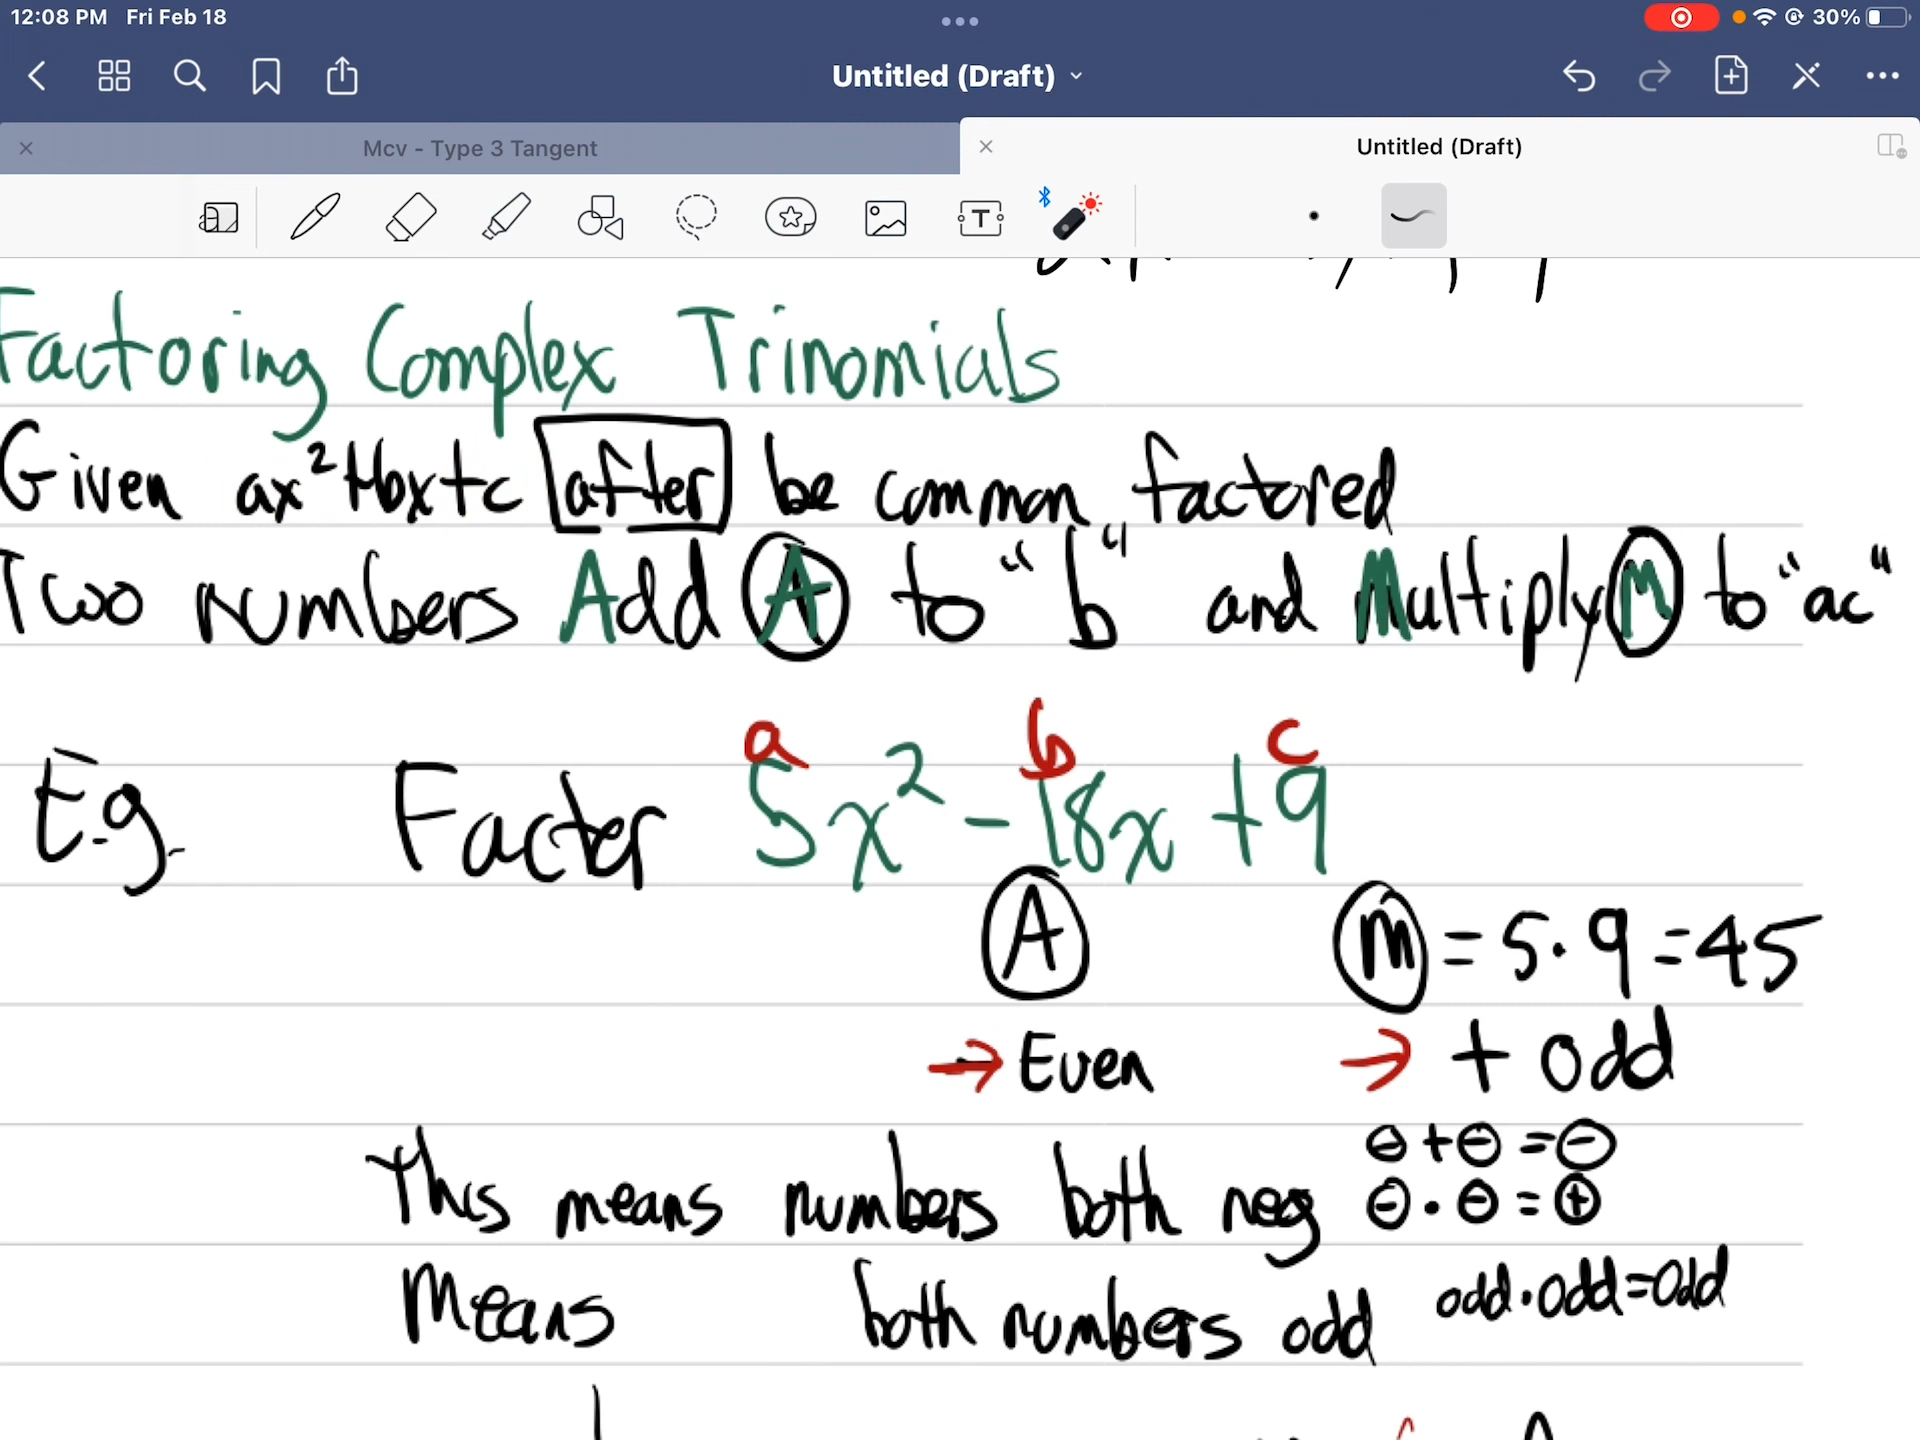 12:08 PM Fri Feb 18
30%
Untitled (Draft)
Mcv - Type 3 Tangent
Untitled (Draft)
T
Factoring Complex Trinomials
Given ax²+bx+c after be common factored
Two numbers Add A to "b" and Multiply M to "ac"
a b c
E.g. Factor 5x² - 18x + 9
A M = 5·9 = 45
→ Even → + odd
⊖ + ⊖ = ⊖
This means numbers both neg ⊖ · ⊖ = ⊕
Means both numbers odd odd·odd=odd